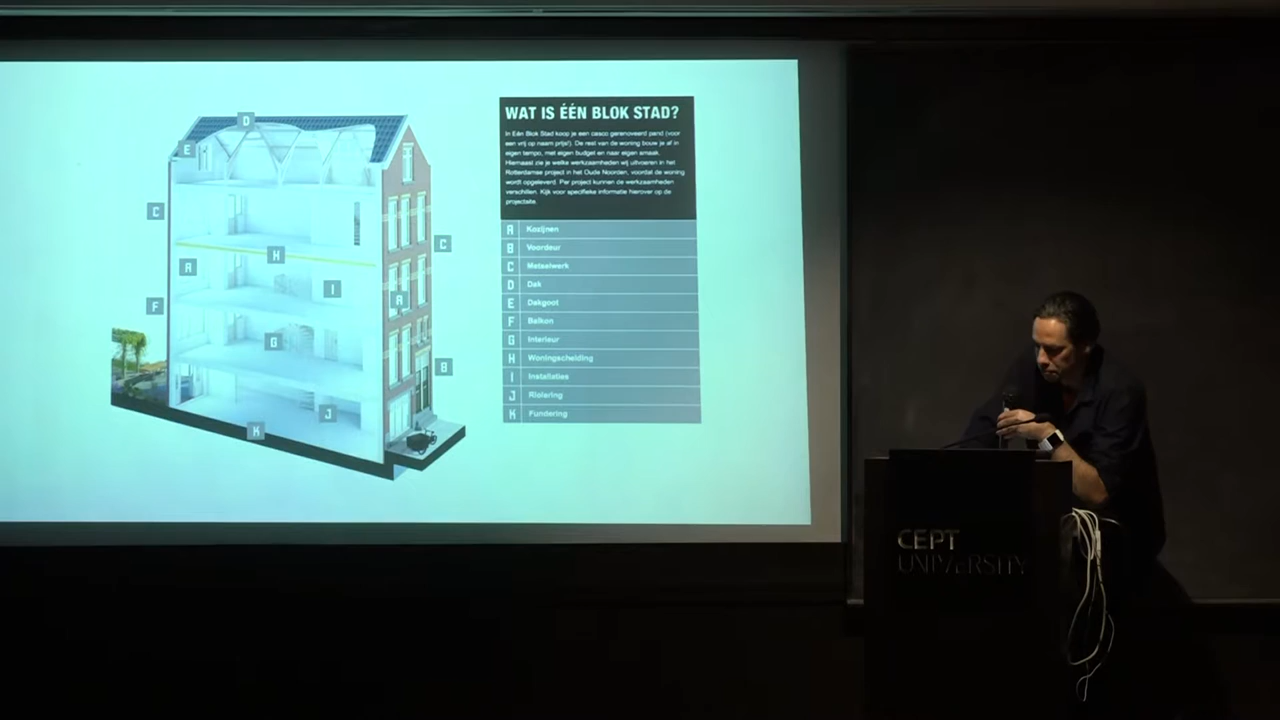 WAT IS ÉÉN BLOK STAD?
In Eén Blok Stad koop je een casco gerenoveerd pand (voor
een vrij op naam prijs!). De rest van de woning bouw je af in
eigen tempo, met eigen budget en naar eigen smaak.
Hiernaast zie je welke werkzaamheden wij uitvoeren in het
Rotterdamse project in het Oude Noorden, voordat de woning
wordt opgeleverd. Per project kunnen de werkzaamheden
verschillen. Kijk voor specifieke informatie hierover op de
projectsite.
A Kozijnen
B Voordeur
C Metaalwerk
D Dak
E Dakgoot
F Balkon
G Interieur
H Woningscheiding
I Installaties
J Riolering
K Fundering
D
E
C
C
H
A
I
A
F
G
B
J
K
CEPT
UNIVERSITY